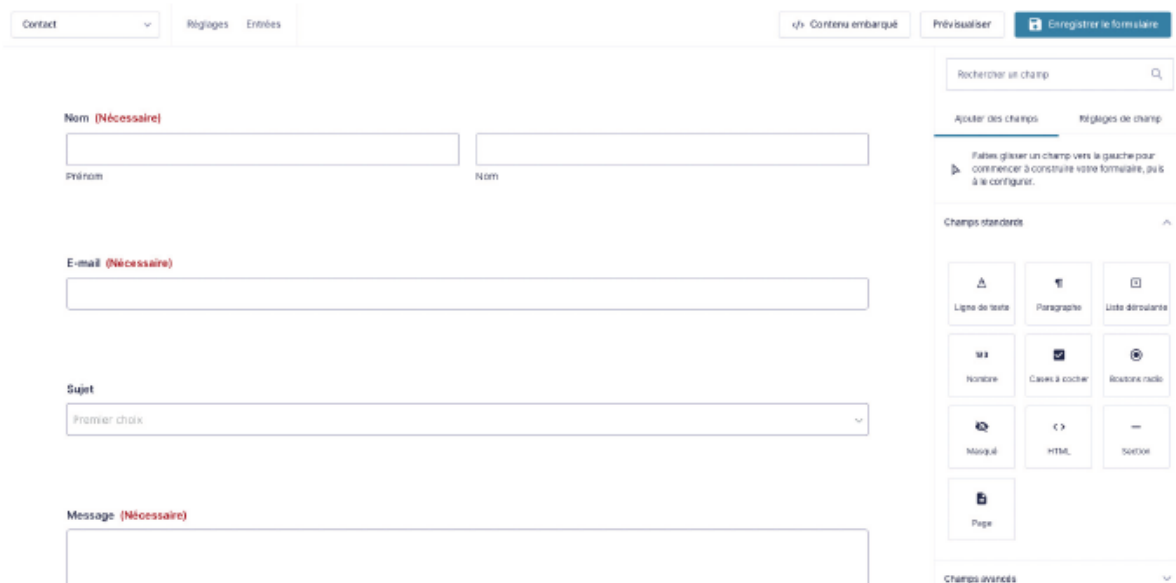 Contact
Réglages
Entrées
</> Contenu embarqué
Prévisualiser
Enregistrer le formulaire
Rechercher un champ
Ajouter des champs
Réglages de champ
Faites glisser un champ vers la gauche pour
commencer à construire votre formulaire, puis
à le configurer.
Nom (Nécessaire)
Prénom
Nom
E-mail (Nécessaire)
Sujet
Premier choix
Message (Nécessaire)
Champs standards
Ligne de texte
Paragraphe
Liste déroulante
123
Nombre
Cases à cocher
Boutons radio
Masqué
HTML
Section
Page
Champs avancés